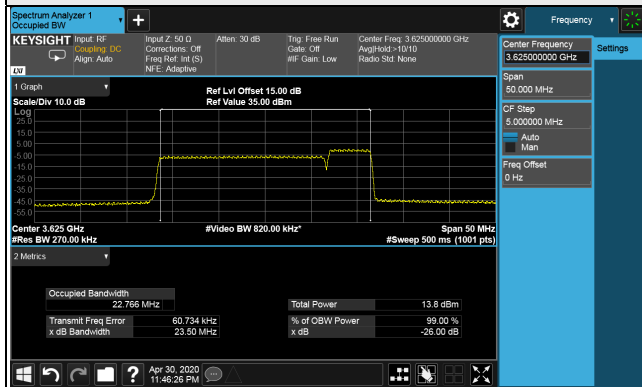 Spectrum Analyzer 1
Occupied BW
Frequency
KEYSIGHT
Input: RF
Coupling: DC
Align: Auto
Input Z: 50 Ω
Corrections: Off
Freq Ref: Int (S)
NFE: Adaptive
Atten: 30 dB
Trig: Free Run
Gate: Off
#IF Gain: Low
Center Freq: 3.625000000 GHz
Avg|Hold:>10/10
Radio Std: None
LXI
1 Graph
Scale/Div 10.0 dB
Ref Lvl Offset 15.00 dB
Ref Value 35.00 dBm
Log
25.0
15.0
5.00
-5.00
-15.0
-25.0
-35.0
-45.0
-55.0
Center 3.625 GHz
#Res BW 270.00 kHz
#Video BW 820.00 kHz*
Span 50 MHz
#Sweep 500 ms (1001 pts)
2 Metrics
Occupied Bandwidth
22.766 MHz
Total Power 13.8 dBm
Transmit Freq Error 60.734 kHz
% of OBW Power 99.00 %
x dB Bandwidth 23.50 MHz
x dB -26.00 dB
Apr 30, 2020
11:46:26 PM
Center Frequency
3.625000000 GHz
Settings
Span
50.000 MHz
CF Step
5.000000 MHz
Auto
Man
Freq Offset
0 Hz